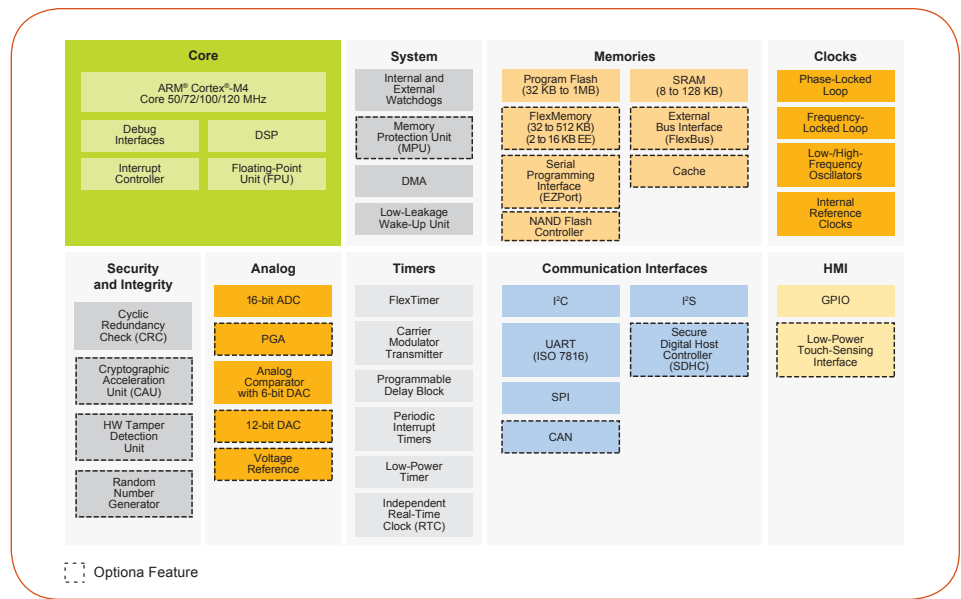 Core
ARM® Cortex®-M4
Core 50/72/100/120 MHz
Debug
Interfaces
DSP
Interrupt
Controller
Floating-Point
Unit (FPU)
System
Internal and
External
Watchdogs
Memory
Protection Unit
(MPU)
DMA
Low-Leakage
Wake-Up Unit
Memories
Program Flash
(32 KB to 1MB)
SRAM
(8 to 128 KB)
FlexMemory
(32 to 512 KB)
(2 to 16 KB EE)
External
Bus Interface
(FlexBus)
Serial
Programming
Interface
(EZPort)
Cache
NAND Flash
Controller
Clocks
Phase-Locked
Loop
Frequency-
Locked Loop
Low-/High-
Frequency
Oscillators
Internal
Reference
Clocks
Security
and Integrity
Cyclic
Redundancy
Check (CRC)
Cryptographic
Acceleration
Unit (CAU)
HW Tamper
Detection
Unit
Random
Number
Generator
Analog
16-bit ADC
PGA
Analog
Comparator
with 6-bit DAC
12-bit DAC
Voltage
Reference
Timers
FlexTimer
Carrier
Modulator
Transmitter
Programmable
Delay Block
Periodic
Interrupt
Timers
Low-Power
Timer
Independent
Real-Time
Clock (RTC)
Communication Interfaces
I²C
I²S
UART
(ISO 7816)
Secure
Digital Host
Controller
(SDHC)
SPI
CAN
HMI
GPIO
Low-Power
Touch-Sensing
Interface
Optiona Feature